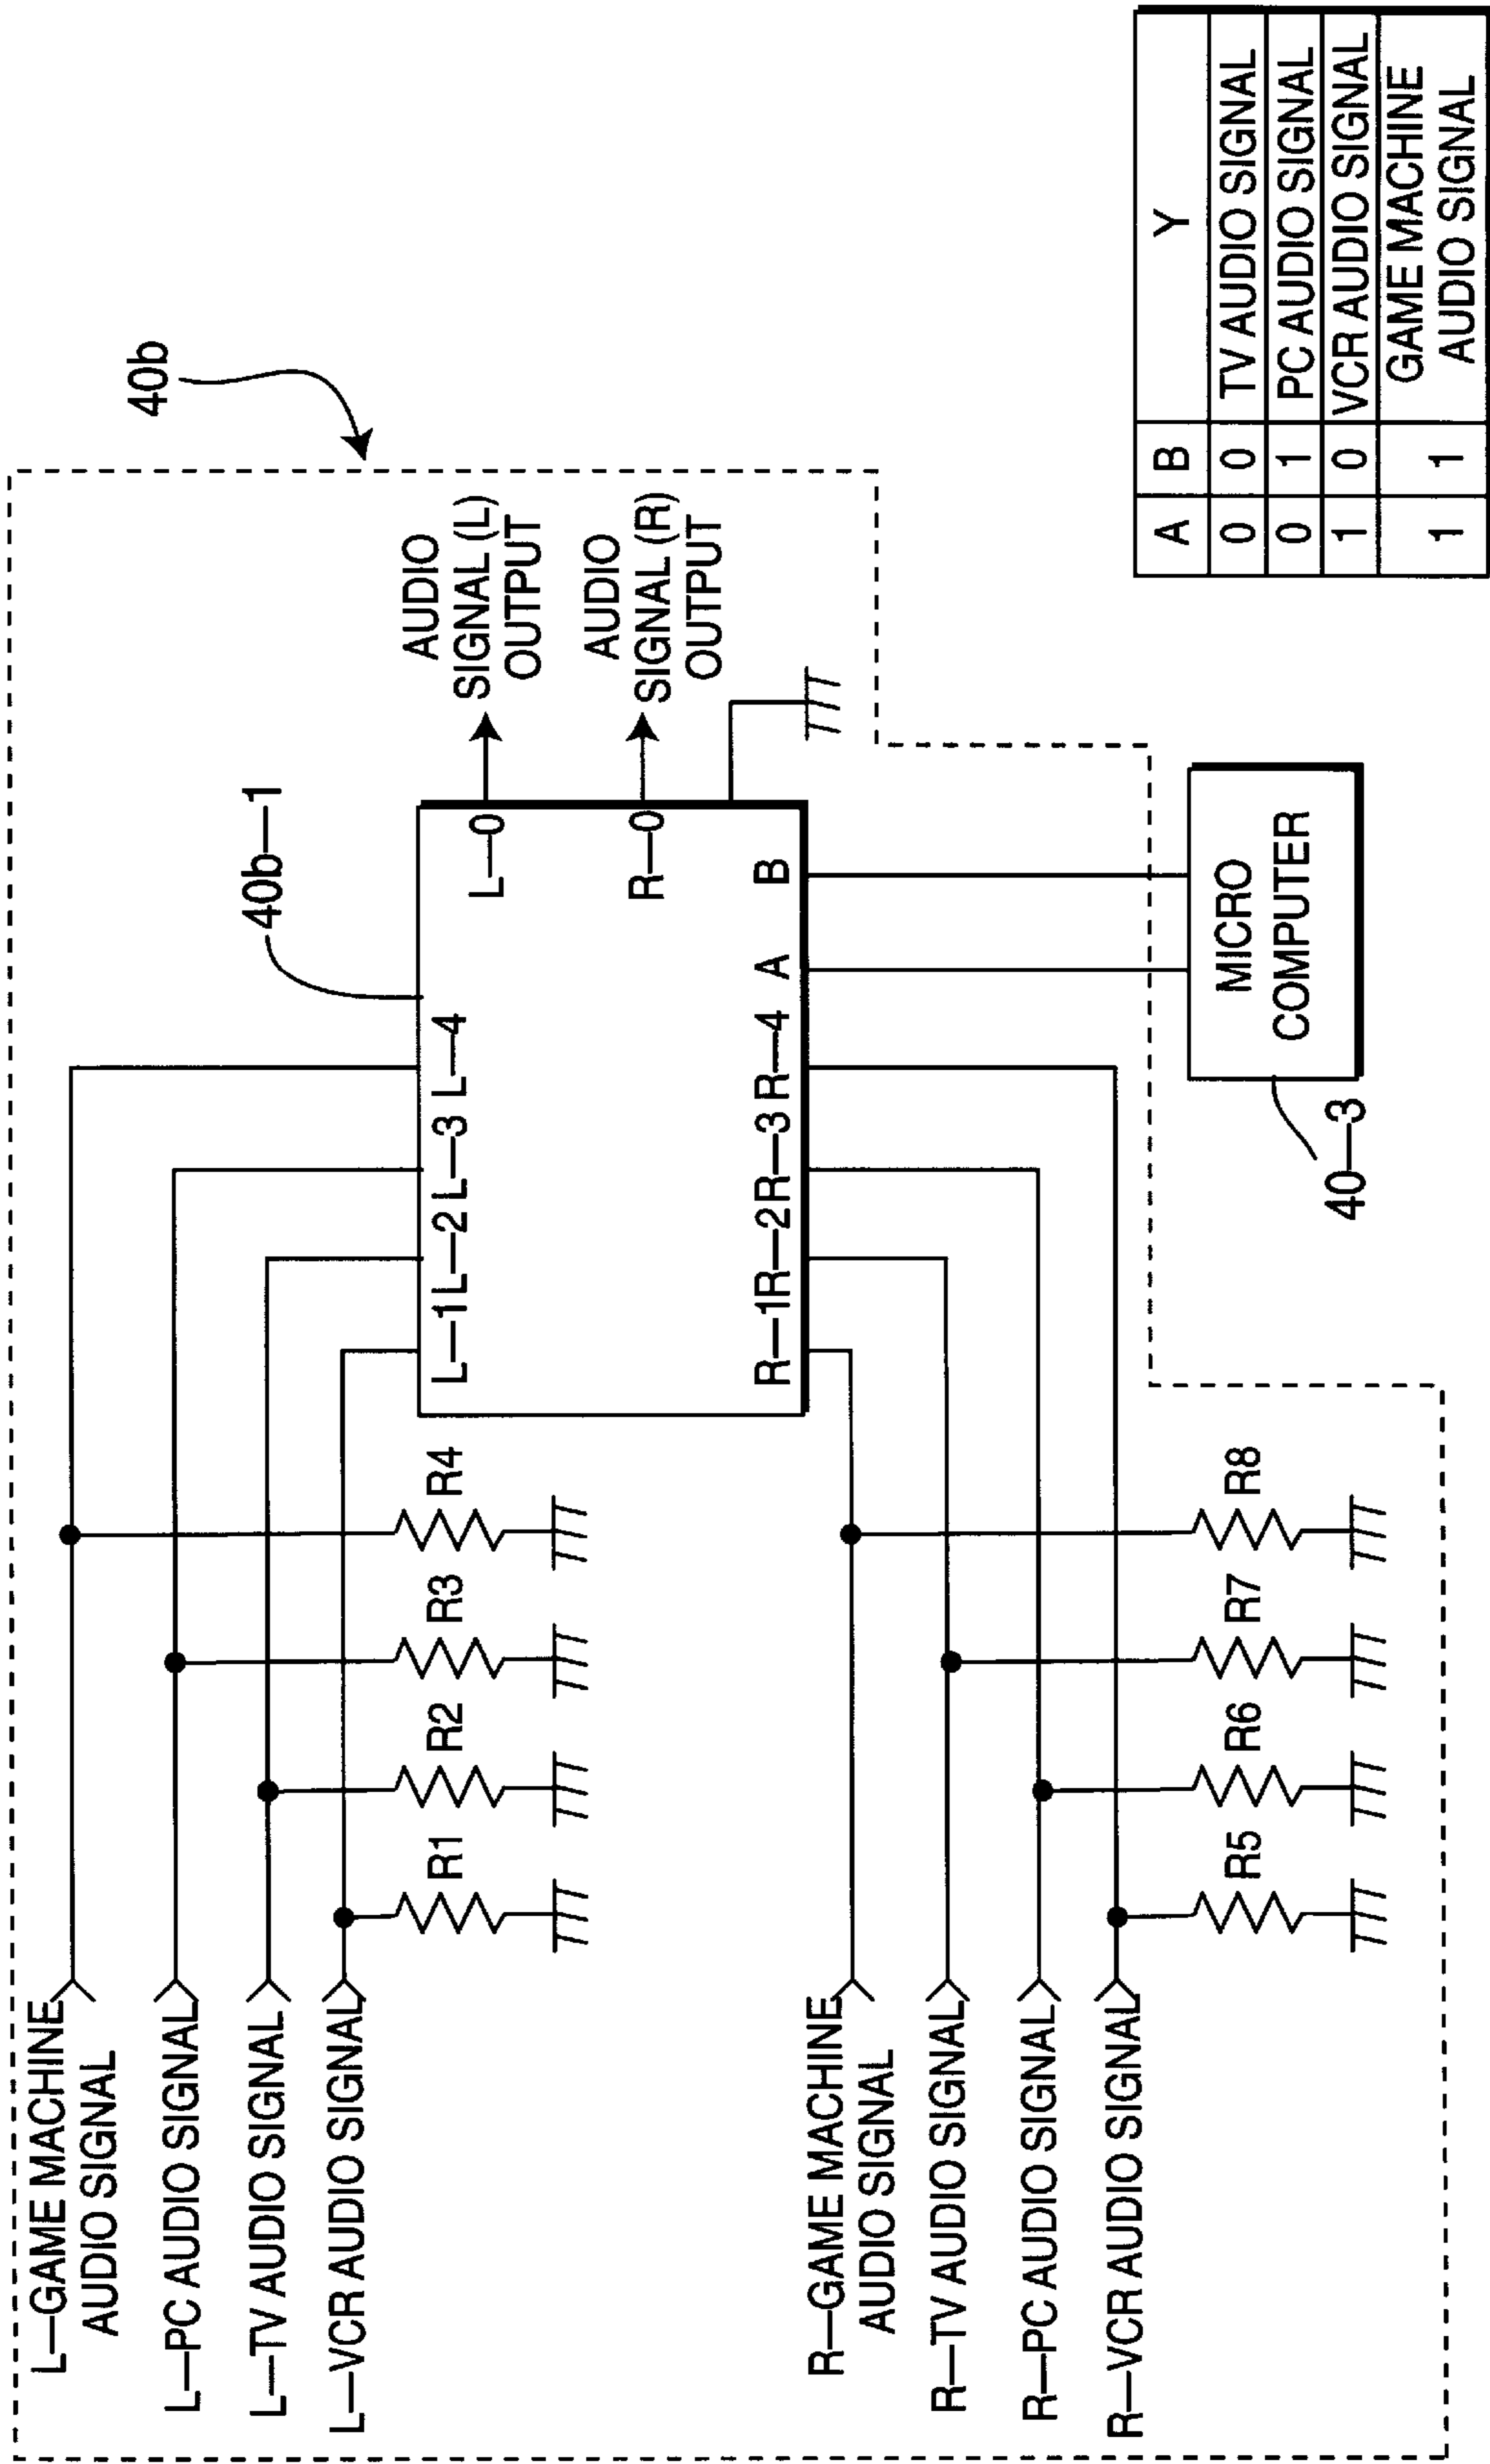 40b
L—GAME MACHINE
AUDIO SIGNAL
L—PC AUDIO SIGNAL
L—TV AUDIO SIGNAL
L—VCR AUDIO SIGNAL
R1
R2
R3
R4
40b—1
L—1
L—2
L—3
L—4
L—0
R—0
R—1
R—2
R—3
R—4
A
B
AUDIO
SIGNAL (L)
OUTPUT
AUDIO
SIGNAL (R)
OUTPUT
R—GAME MACHINE
AUDIO SIGNAL
R—TV AUDIO SIGNAL
R—PC AUDIO SIGNAL
R—VCR AUDIO SIGNAL
R5
R6
R7
R8
MICRO
COMPUTER
40—3
A B Y
0 0 TV AUDIO SIGNAL
0 1 PC AUDIO SIGNAL
1 0 VCR AUDIO SIGNAL
1 1 GAME MACHINE
AUDIO SIGNAL